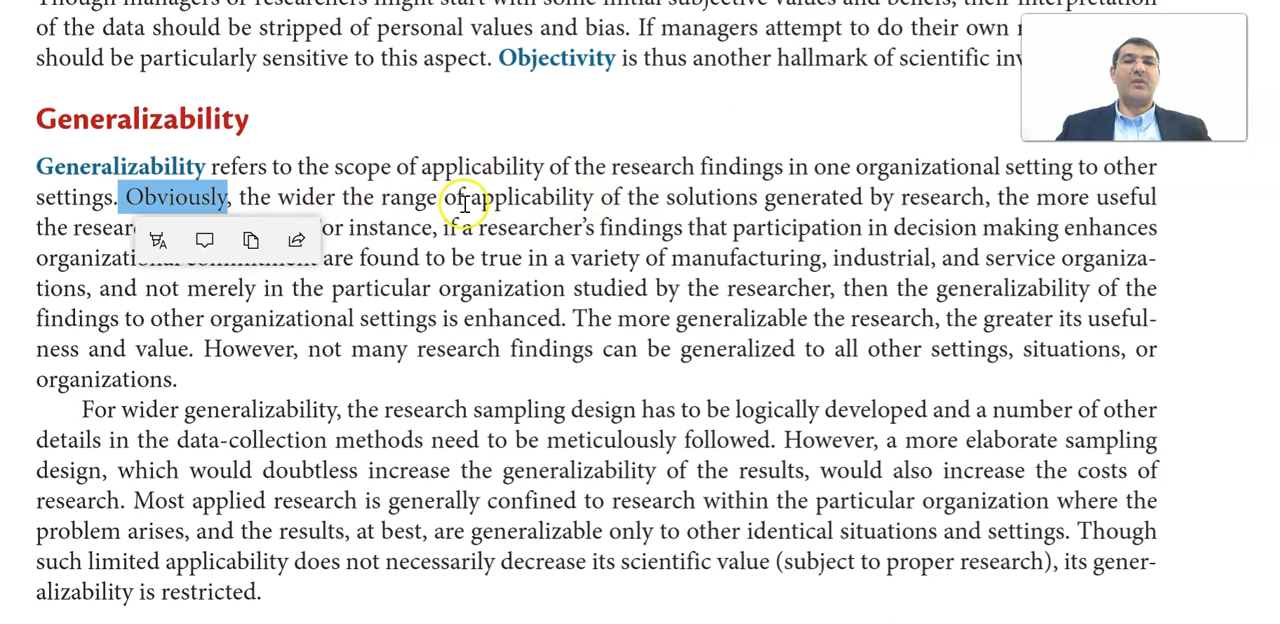 of the data should be stripped of personal values and bias. If managers attempt to do their own
should be particularly sensitive to this aspect. Objectivity is thus another hallmark of scientific
Generalizability
Generalizability refers to the scope of applicability of the research findings in one organizational setting to other
settings. Obviously, the wider the range of applicability of the solutions generated by research, the more useful
the instance, if a researcher's findings that participation in decision making enhances
are found to be true in a variety of manufacturing, industrial, and service organiza-
tions, and not merely in the particular organization studied by the researcher, then the generalizability of the
findings to other organizational settings is enhanced. The more generalizable the research, the greater its useful-
ness and value. However, not many research findings can be generalized to all other settings, situations, or
organizations.
For wider generalizability, the research sampling design has to be logically developed and a number of other
details in the data-collection methods need to be meticulously followed. However, a more elaborate sampling
design, which would doubtless increase the generalizability of the results, would also increase the costs of
research. Most applied research is generally confined to research within the particular organization where the
problem arises, and the results, at best, are generalizable only to other identical situations and settings. Though
such limited applicability does not necessarily decrease its scientific value (subject to proper research), its gener-
alizability is restricted.